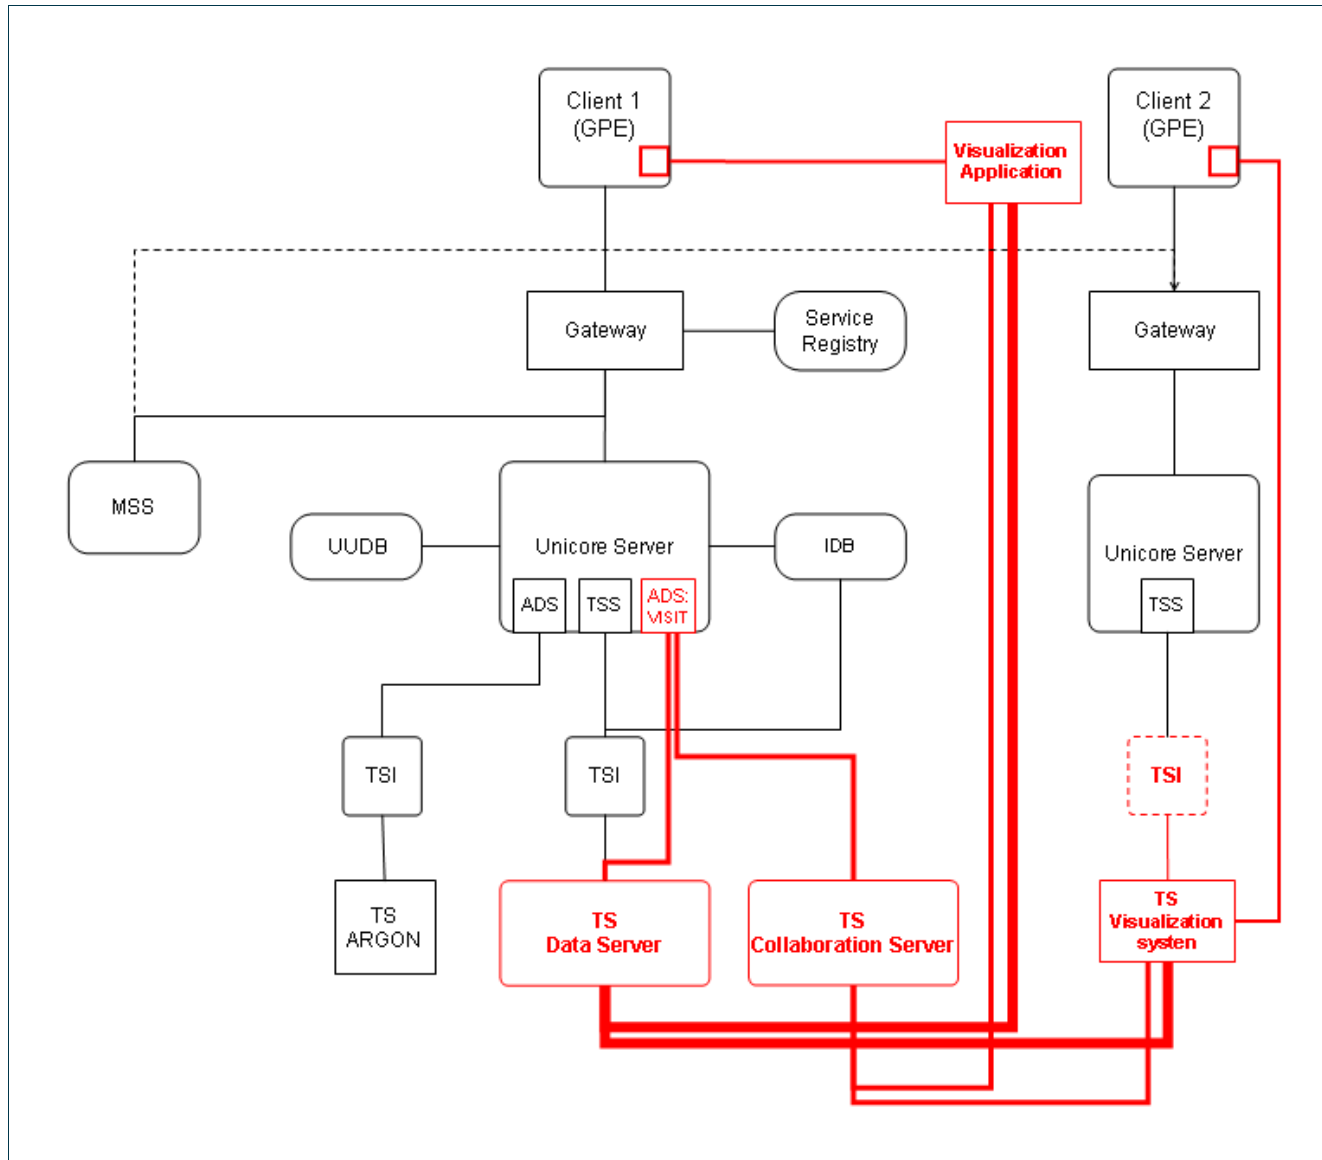 Client 1
(GPE)
Client 2
(GPE)
Visualization
Application
Gateway
Service
Registry
Gateway
MSS
UUDB
Unicore Server
IDB
Unicore Server
ADS
TSS
ADS:
VISIT
TSS
TSI
TSI
TSI
TS
ARGON
TS
Data Server
TS
Collaboration Server
TS
Visualization
systen